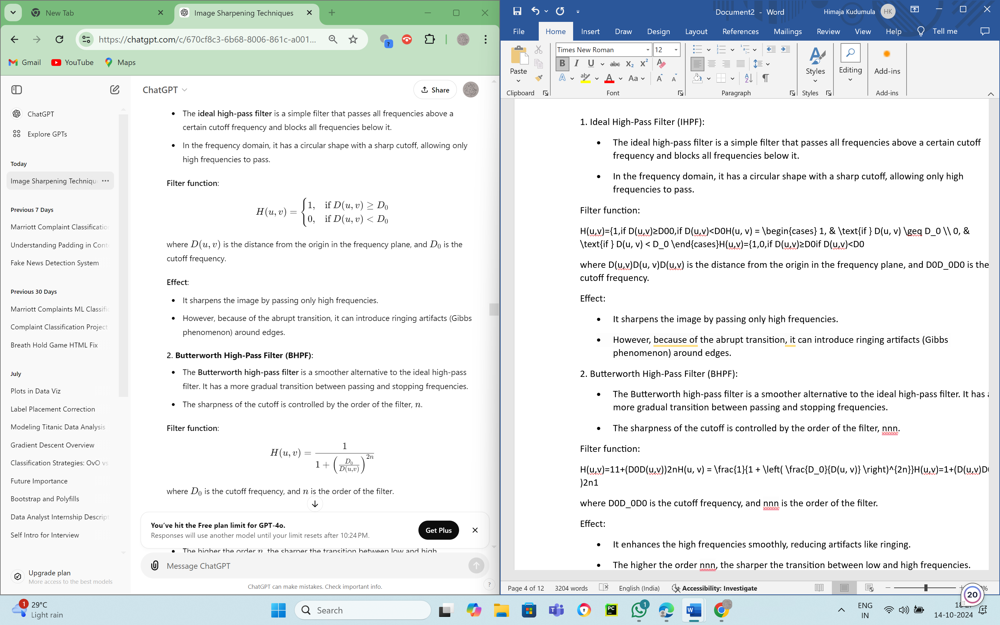 New Tab
Image Sharpening Techniques
https://chatgpt.com/c/670cf8c3-6b68-8006-861c-a001...
Gmail YouTube Maps
ChatGPT
Share
ChatGPT
Explore GPTs
Today
Image Sharpening Techniqu
Previous 7 Days
Marriott Complaint Classificatio
Understanding Padding in Conte
Fake News Detection System
Previous 30 Days
Marriott Complaints ML Classific
Complaint Classification Project
Breath Hold Game HTML Fix
July
Plots in Data Viz
Label Placement Correction
Modeling Titanic Data Analysis
Gradient Descent Overview
Classification Strategies: OvO vs
Future Importance
Bootstrap and Polyfills
Data Analyst Internship Descript
Self Intro for Interview
Upgrade plan
More access to the best models
• The ideal high-pass filter is a simple filter that passes all frequencies above a
certain cutoff frequency and blocks all frequencies below it.
• In the frequency domain, it has a circular shape with a sharp cutoff, allowing only
high frequencies to pass.
Filter function:
H(u, v) = { 1, if D(u, v) ≥ D₀
0, if D(u, v) < D₀
where D(u, v) is the distance from the origin in the frequency plane, and D₀ is the
cutoff frequency.
Effect:
• It sharpens the image by passing only high frequencies.
• However, because of the abrupt transition, it can introduce ringing artifacts (Gibbs
phenomenon) around edges.
2. Butterworth High-Pass Filter (BHPF):
• The Butterworth high-pass filter is a smoother alternative to the ideal high-pass
filter. It has a more gradual transition between passing and stopping frequencies.
• The sharpness of the cutoff is controlled by the order of the filter, n.
Filter function:
H(u, v) = 1 / (1 + (D₀ / D(u,v))^2n)
where D₀ is the cutoff frequency, and n is the order of the filter.
You've hit the Free plan limit for GPT-4o.
Responses will use another model until your limit resets after 10:24 PM.
Get Plus
• The higher the order n, the sharper the transition between low and high
Message ChatGPT
ChatGPT can make mistakes. Check important info.
?
Document2 - Word
Himaja Kudumula HK
File Home Insert Draw Design Layout References Mailings Review View Help Tell me
Paste
Clipboard
Times New Roman 12
B I U abc X₂ X²
A Aa A A
Font
Paragraph
Styles
Styles
Editing
Add-ins
Add-ins
1. Ideal High-Pass Filter (IHPF):
• The ideal high-pass filter is a simple filter that passes all frequencies above a certain cutoff
frequency and blocks all frequencies below it.
• In the frequency domain, it has a circular shape with a sharp cutoff, allowing only high
frequencies to pass.
Filter function:
H(u,v)={1,if D(u,v)≥D00,if D(u,v)<D0H(u, v) = \begin{cases} 1, & \text{if } D(u, v) \geq D_0 \\ 0, &
\text{if } D(u, v) < D_0 \end{cases}H(u,v)={1,0,if D(u,v)≥D0if D(u,v)<D0
where D(u,v)D(u, v)D(u,v) is the distance from the origin in the frequency plane, and D0D_0D0 is the
cutoff frequency.
Effect:
• It sharpens the image by passing only high frequencies.
• However, because of the abrupt transition, it can introduce ringing artifacts (Gibbs
phenomenon) around edges.
2. Butterworth High-Pass Filter (BHPF):
• The Butterworth high-pass filter is a smoother alternative to the ideal high-pass filter. It has a
more gradual transition between passing and stopping frequencies.
• The sharpness of the cutoff is controlled by the order of the filter, nnn.
Filter function:
H(u,v)=11+(D0D(u,v))2nH(u, v) = \frac{1}{1 + \left( \frac{D_0}{D(u, v)} \right)^{2n}}H(u,v)=1+(D(u,v)D
)2n1
where D0D_0D0 is the cutoff frequency, and nnn is the order of the filter.
Effect:
• It enhances the high frequencies smoothly, reducing artifacts like ringing.
• The higher the order nnn, the sharper the transition between low and high frequencies.
Page 4 of 12 3204 words English (India) Accessibility: Investigate
20
1
29°C
Light rain
Search
1
ENG
IN
14-10-2024